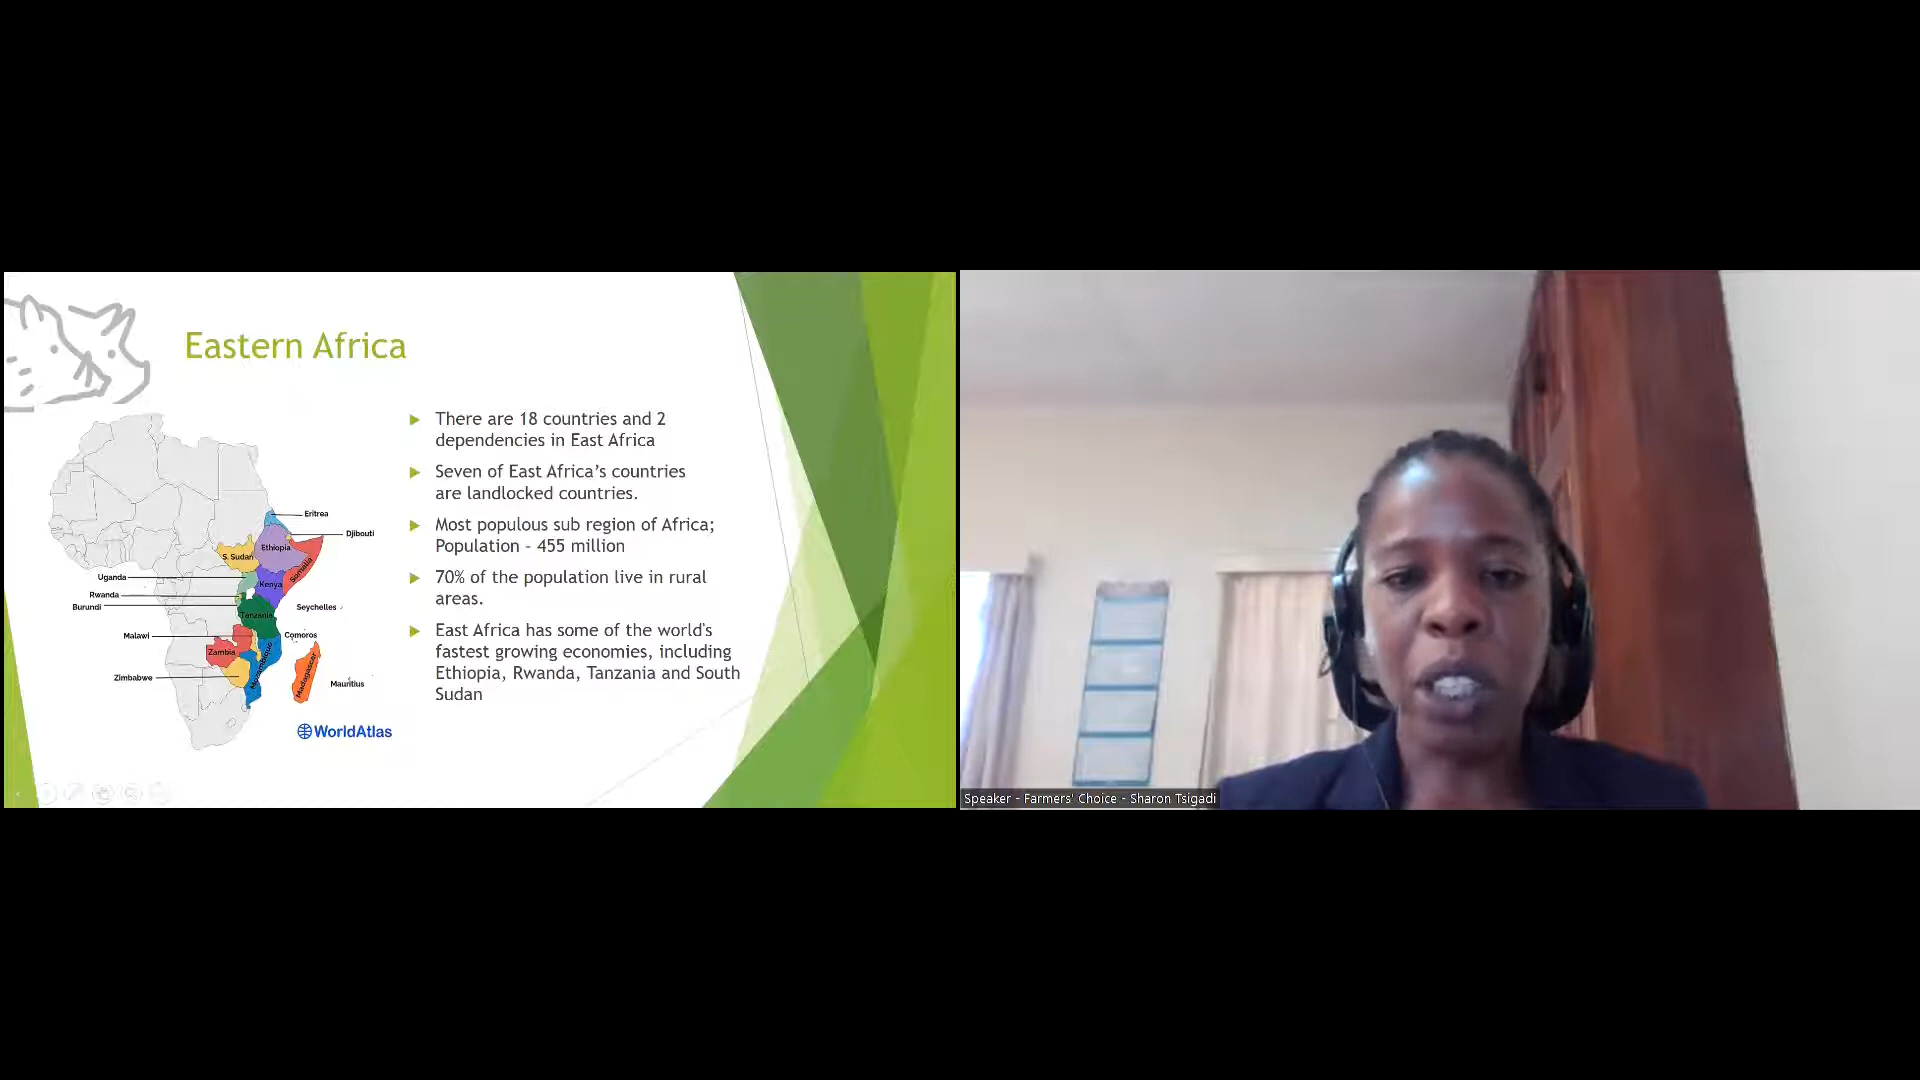 Eastern Africa
There are 18 countries and 2
dependencies in East Africa
Seven of East Africa’s countries
are landlocked countries.
Most populous sub region of Africa;
Population - 455 million
70% of the population live in rural
areas.
East Africa has some of the world's
fastest growing economies, including
Ethiopia, Rwanda, Tanzania and South
Sudan
Eritrea
Djibouti
Ethiopia
S. Sudan
Somalia
Uganda
Kenya
Rwanda
Burundi
Seychelles
Tanzania
Malawi
Comoros
Zambia
Mozambique
Madagascar
Zimbabwe
Mauritius
WorldAtlas
Speaker - Farmers' Choice - Sharon Tsigadi